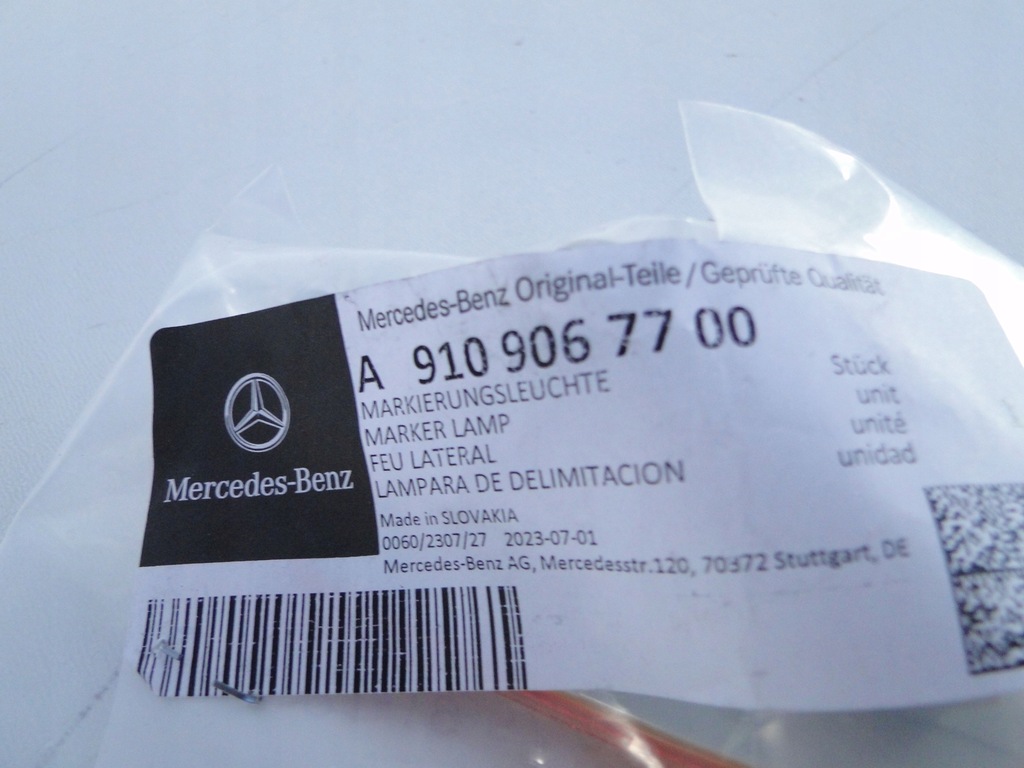 Mercedes-Benz Original-Teile / Geprüfte Qualität
A 910 906 77 00
MARKIERUNGSLEUCHTE Stück
MARKER LAMP unit
FEU LATERAL unité
LAMPARA DE DELIMITACION unidad
Mercedes-Benz
Made in SLOVAKIA
0060/2307/27 2023-07-01
Mercedes-Benz AG, Mercedesstr.120, 70372 Stuttgart, DE